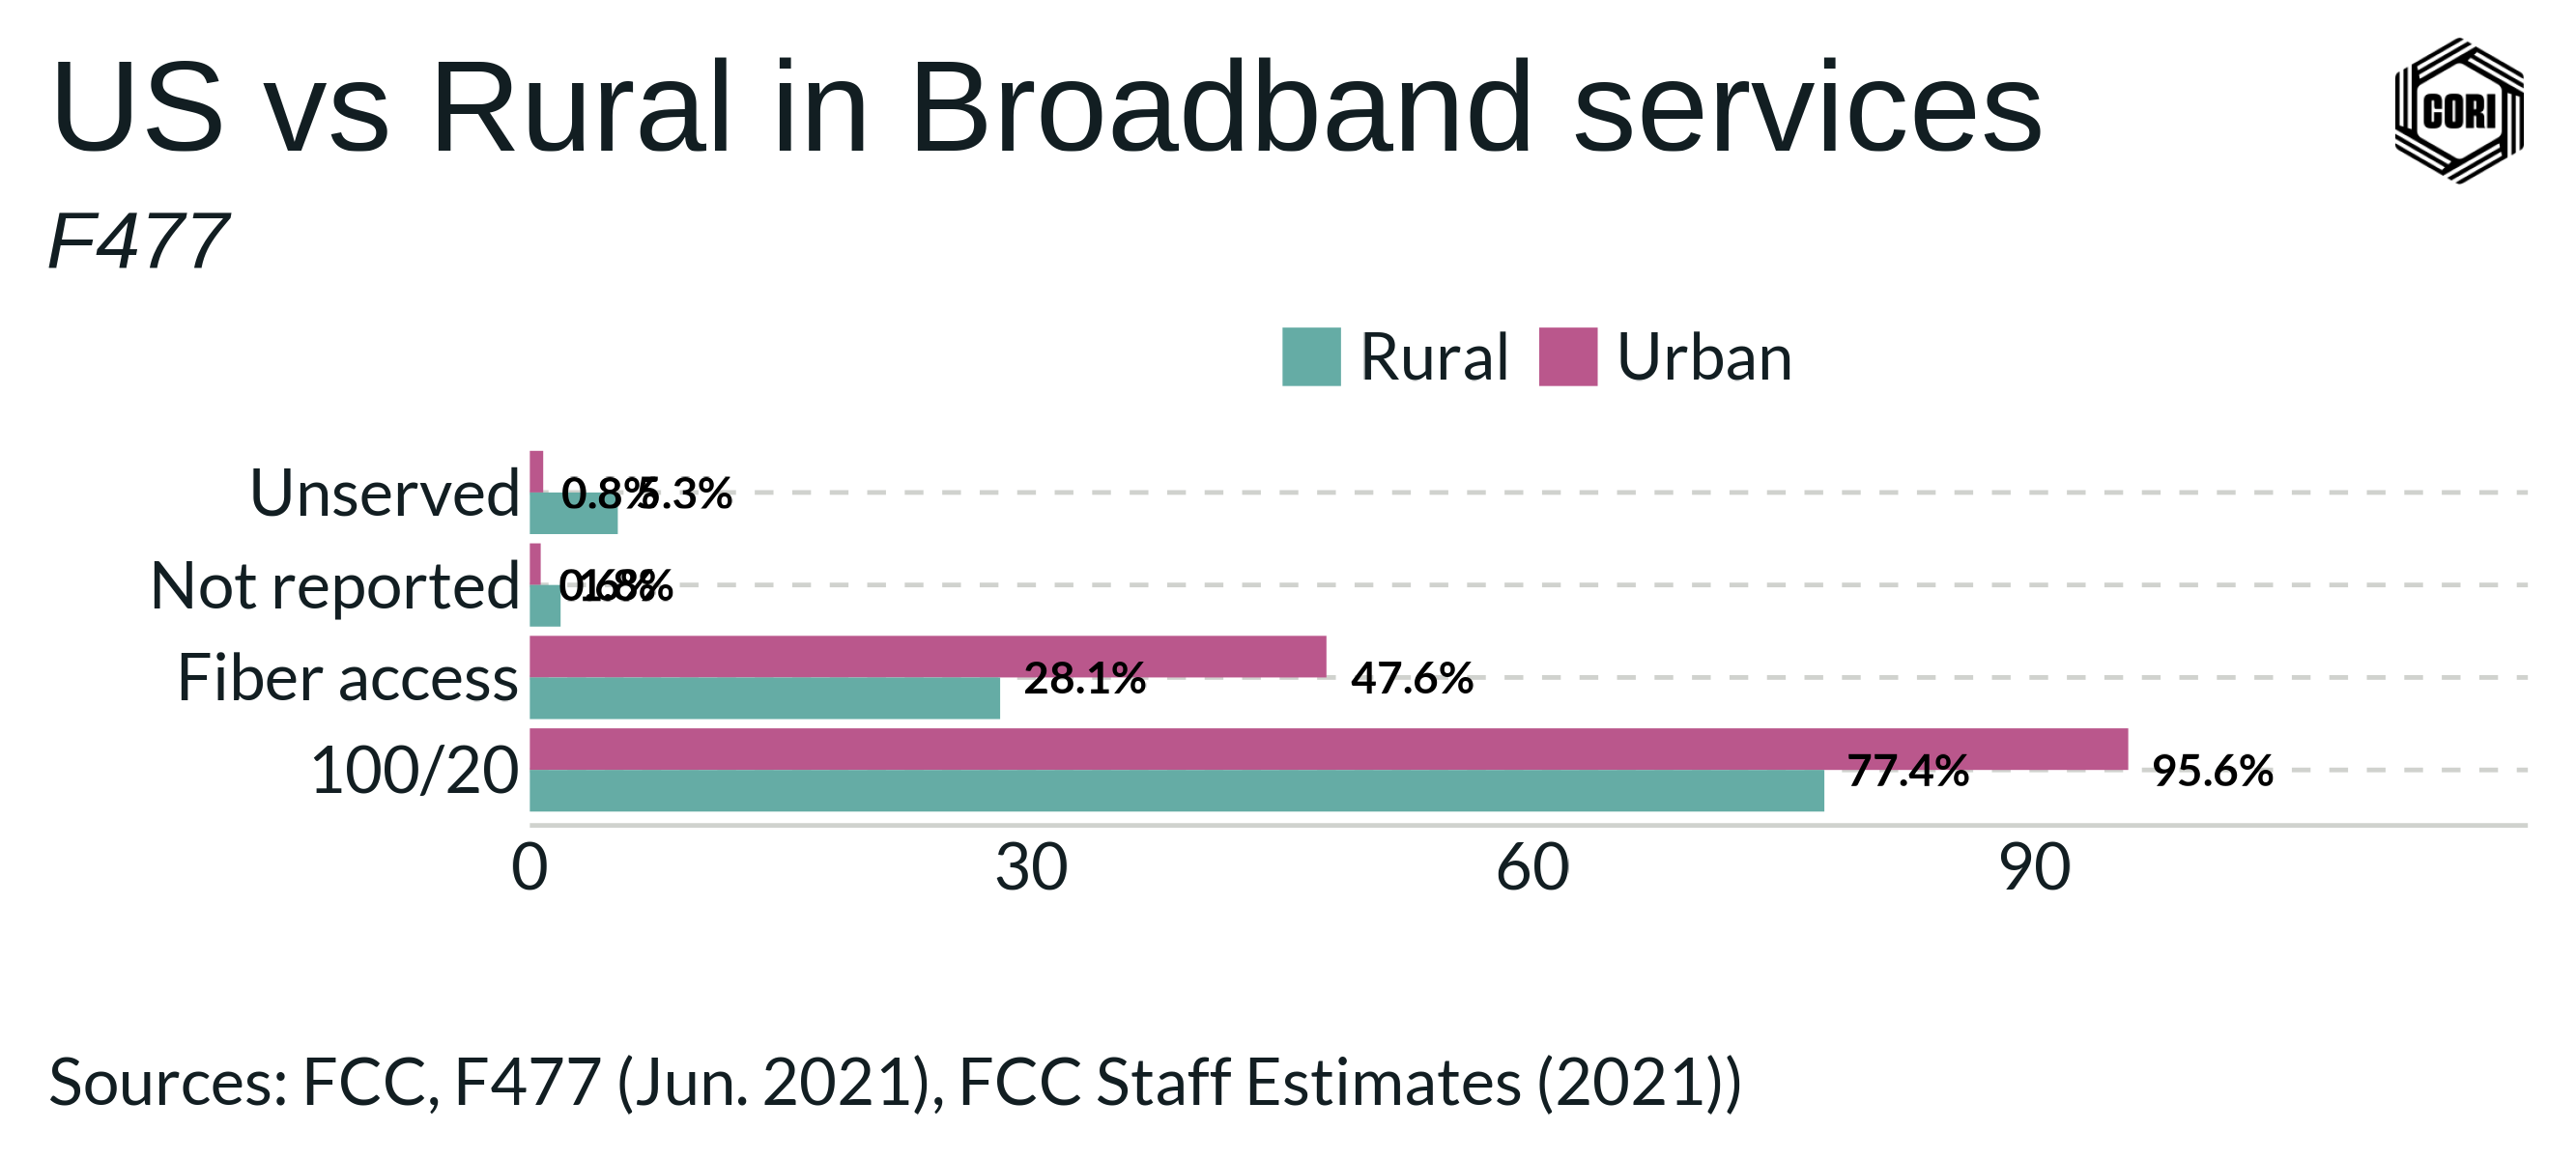 US vs Rural in Broadband services
CORI
F477
Rural Urban
Unserved 0.8% 5.3%
Not reported 0.6% 1.8%
Fiber access 28.1% 47.6%
100/20 77.4% 95.6%
0 30 60 90
Sources: FCC, F477 (Jun. 2021), FCC Staff Estimates (2021))